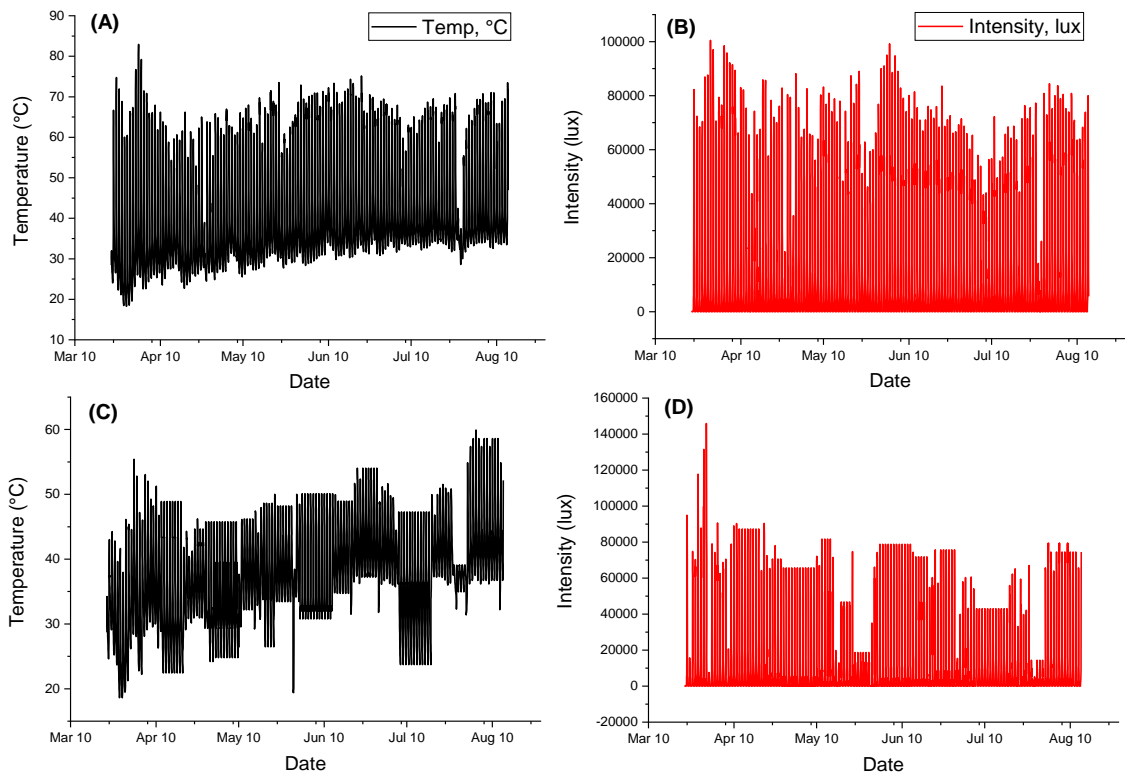 (A)
Temp, °C
90
80
70
60
50
40
30
20
10
Temperature (°C)
Mar 10
Apr 10
May 10
Jun 10
Jul 10
Aug 10
Date
(B)
Intensity, lux
100000
80000
60000
40000
20000
0
Intensity (lux)
Mar 10
Apr 10
May 10
Jun 10
Jul 10
Aug 10
Date
(C)
60
50
40
30
20
Temperature (°C)
Mar 10
Apr 10
May 10
Jun 10
Jul 10
Aug 10
Date
(D)
160000
140000
120000
100000
80000
60000
40000
20000
0
-20000
Intensity (lux)
Mar 10
Apr 10
May 10
Jun 10
Jul 10
Aug 10
Date